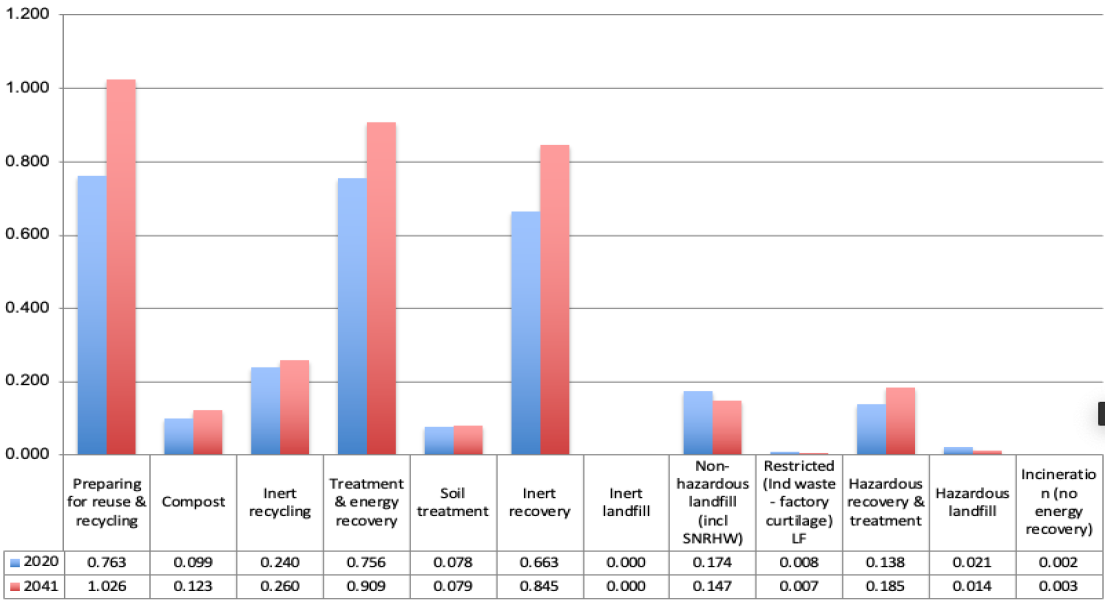 1.200
1.000
0.800
0.600
0.400
0.200
0.000
Preparing
for reuse &
recycling
Compost
Inert
recycling
Treatment
& energy
recovery
Soil
treatment
Inert
recovery
Inert
landfill
Non-
hazardous
landfill
(incl
SNRHW)
Restricted
(Ind waste
- factory
curtilage)
LF
Hazardous
recovery &
treatment
Hazardous
landfill
Incineratio
n (no
energy
recovery)
2020 0.763 0.099 0.240 0.756 0.078 0.663 0.000 0.174 0.008 0.138 0.021 0.002
2041 1.026 0.123 0.260 0.909 0.079 0.845 0.000 0.147 0.007 0.185 0.014 0.003